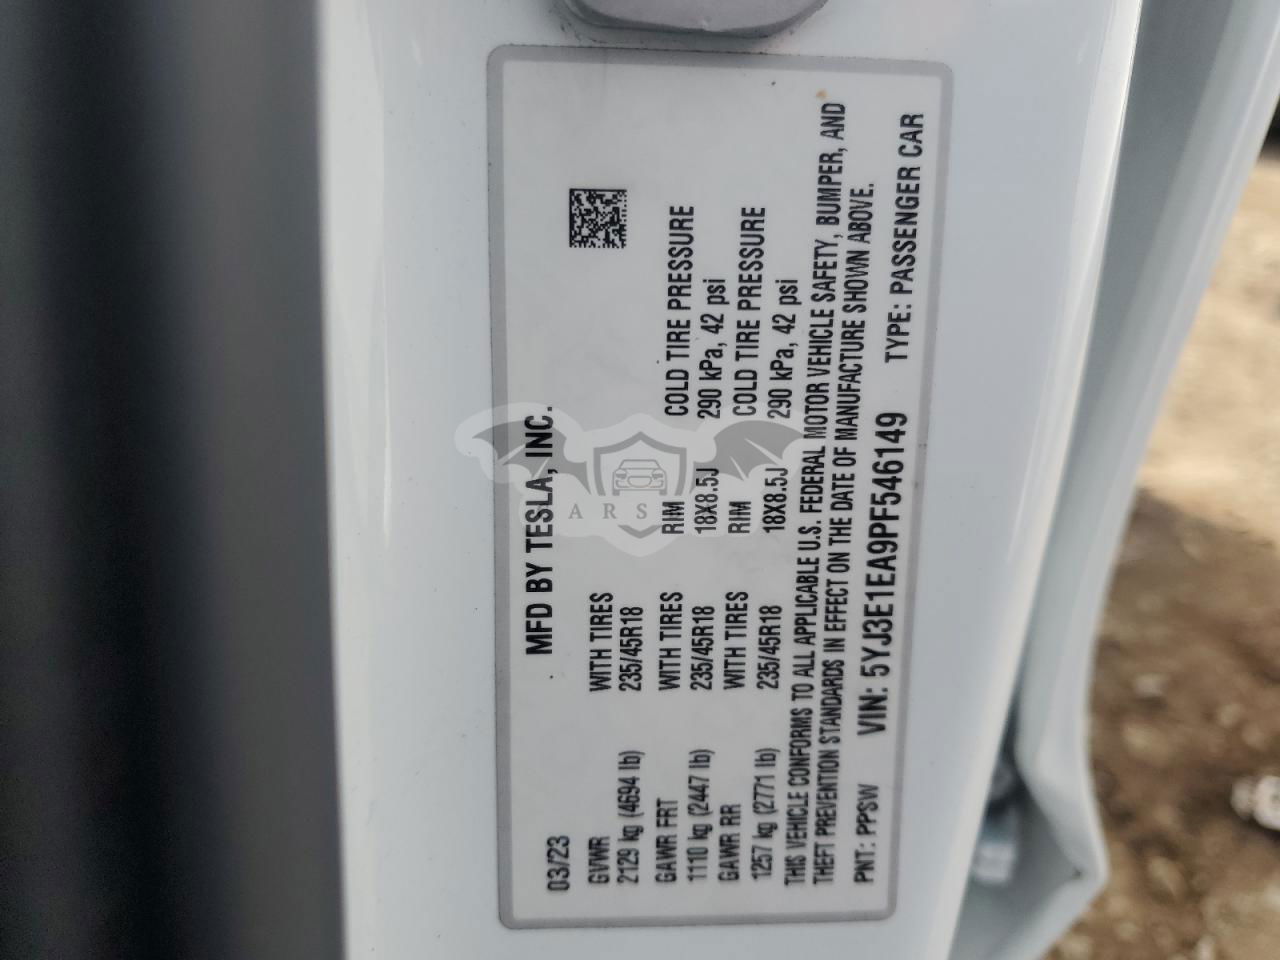 MFD BY TESLA, INC.
03/23
GVWR WITH TIRES
2129 kg (4694 lb) 235/45R18
GAWR FRT WITH TIRES RIM COLD TIRE PRESSURE
1110 kg (2447 lb) 235/45R18 18X8.5J 290 kPa, 42 psi
GAWR RR WITH TIRES RIM COLD TIRE PRESSURE
1257 kg (2771 lb) 235/45R18 18X8.5J 290 kPa, 42 psi
THIS VEHICLE CONFORMS TO ALL APPLICABLE U.S. FEDERAL MOTOR VEHICLE SAFETY, BUMPER, AND
THEFT PREVENTION STANDARDS IN EFFECT ON THE DATE OF MANUFACTURE SHOWN ABOVE.
PNT: PPSW VIN: 5YJ3E1EA9PF546149 TYPE: PASSENGER CAR